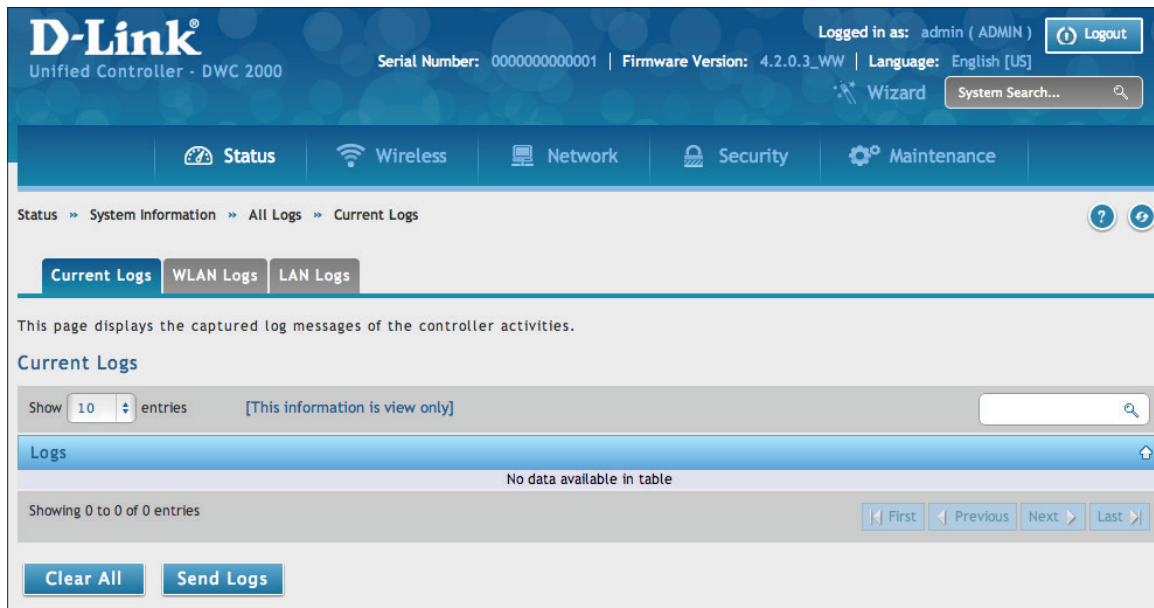 D-Link®
Unified Controller - DWC 2000
Logged in as: admin ( ADMIN )
Logout
Serial Number: 0000000000001 | Firmware Version: 4.2.0.3_WW | Language: English [US]
Wizard
System Search...
Status
Wireless
Network
Security
Maintenance
Status » System Information » All Logs » Current Logs
?
Current Logs
WLAN Logs
LAN Logs
This page displays the captured log messages of the controller activities.
Current Logs
Show 10 entries
[This information is view only]
Logs
No data available in table
Showing 0 to 0 of 0 entries
First
Previous
Next
Last
Clear All
Send Logs